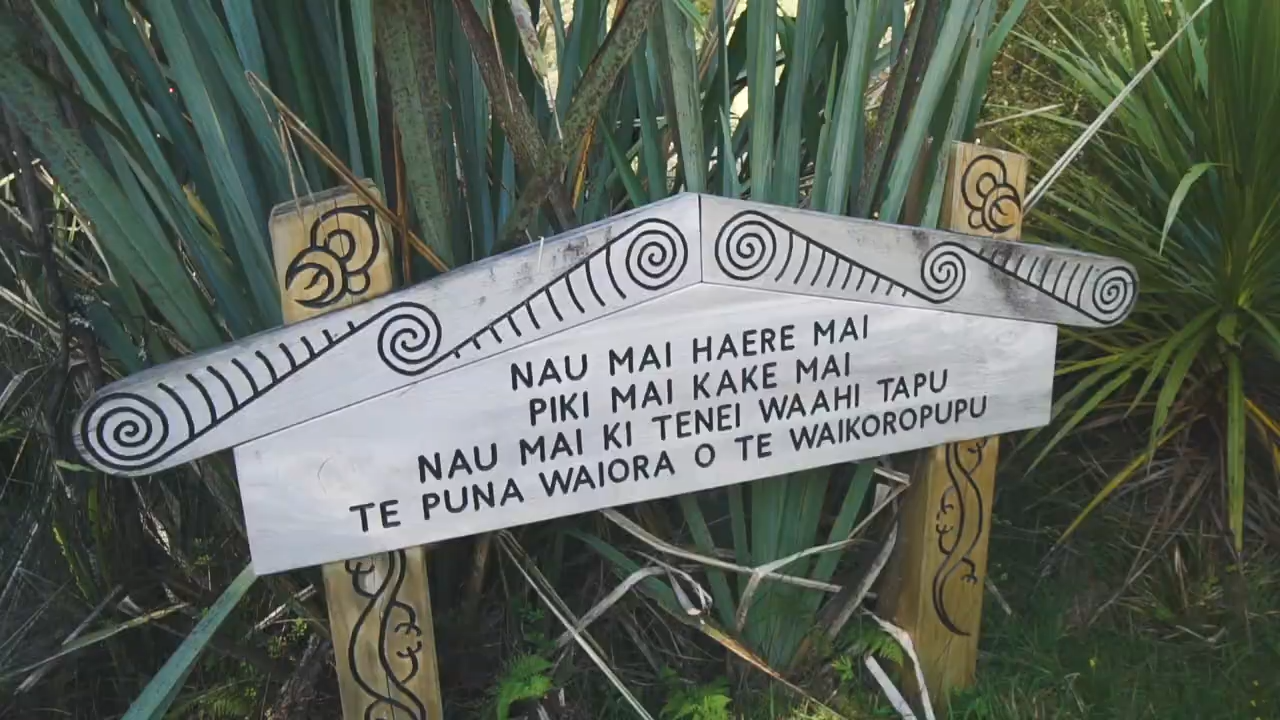 NAU MAI HAERE MAI
PIKI MAI KAKE MAI
NAU MAI KI TENEI WAAHI TAPU
TE PUNA WAIORA O TE WAIKOROPUPU